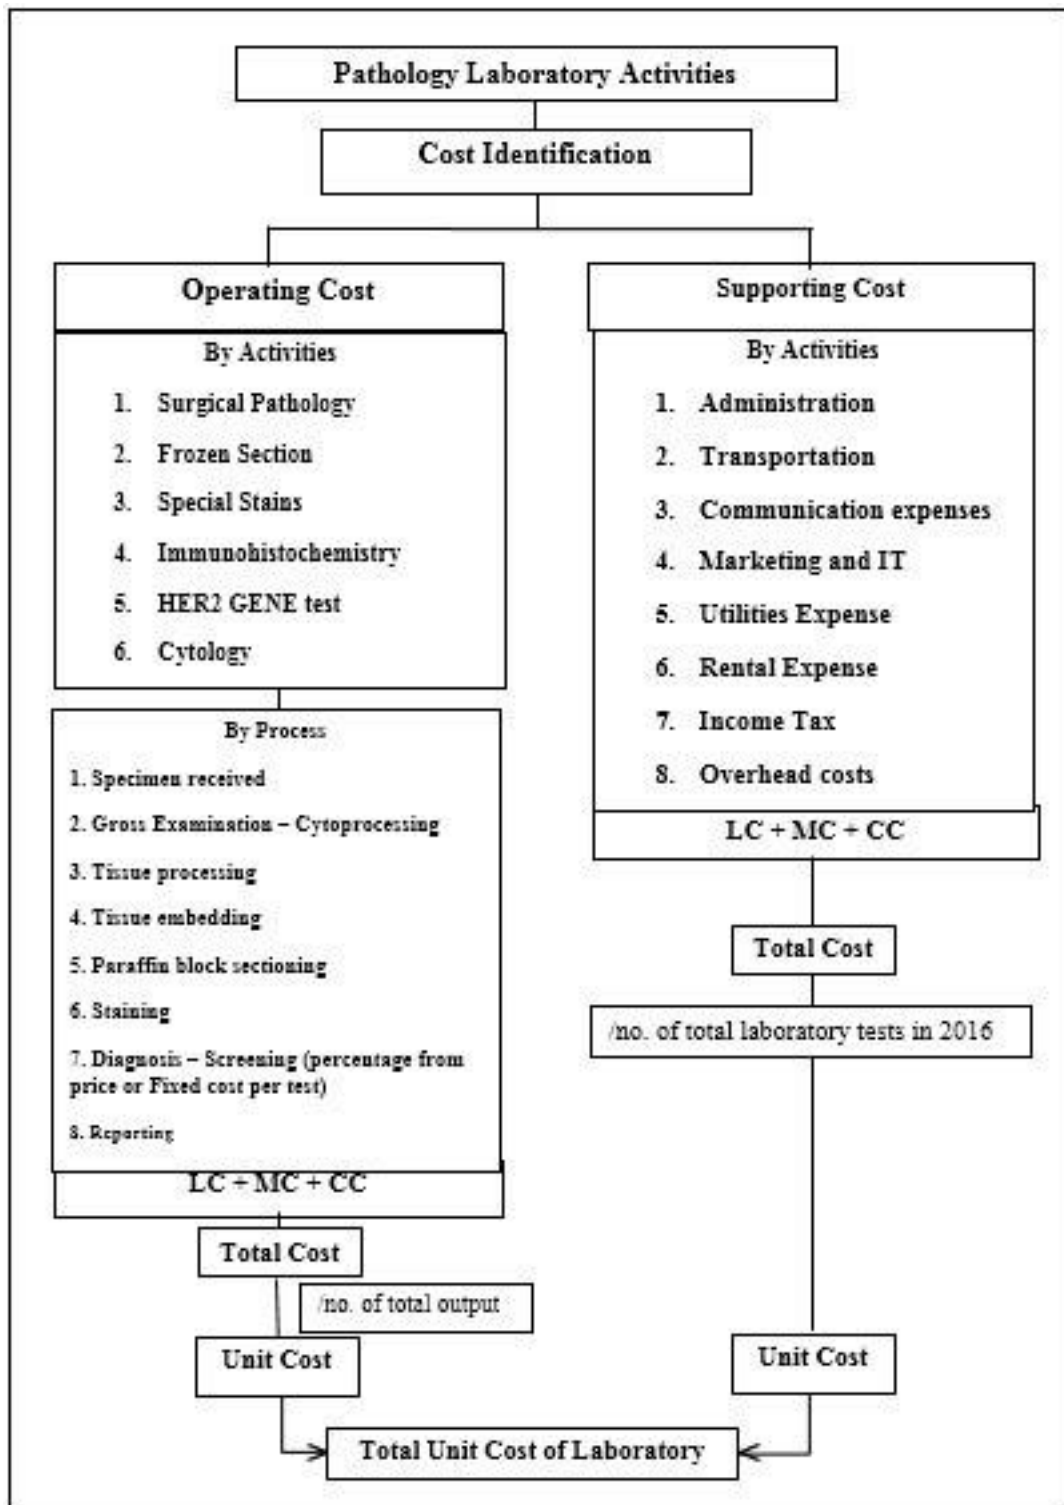 Pathology Laboratory Activities
Cost Identification
Operating Cost
By Activities
1. Surgical Pathology
2. Frozen Section
3. Special Stains
4. Immunohistochemistry
5. HER2 GENE test
6. Cytology
By Process
1. Specimen received
2. Gross Examination – Cytoprocessing
3. Tissue processing
4. Tissue embedding
5. Paraffin block sectioning
6. Staining
7. Diagnosis – Screening (percentage from
price or Fixed cost per test)
8. Reporting
LC + MC + CC
Total Cost
/no. of total output
Unit Cost
Supporting Cost
By Activities
1. Administration
2. Transportation
3. Communication expenses
4. Marketing and IT
5. Utilities Expense
6. Rental Expense
7. Income Tax
8. Overhead costs
LC + MC + CC
Total Cost
/no. of total laboratory tests in 2016
Unit Cost
Total Unit Cost of Laboratory